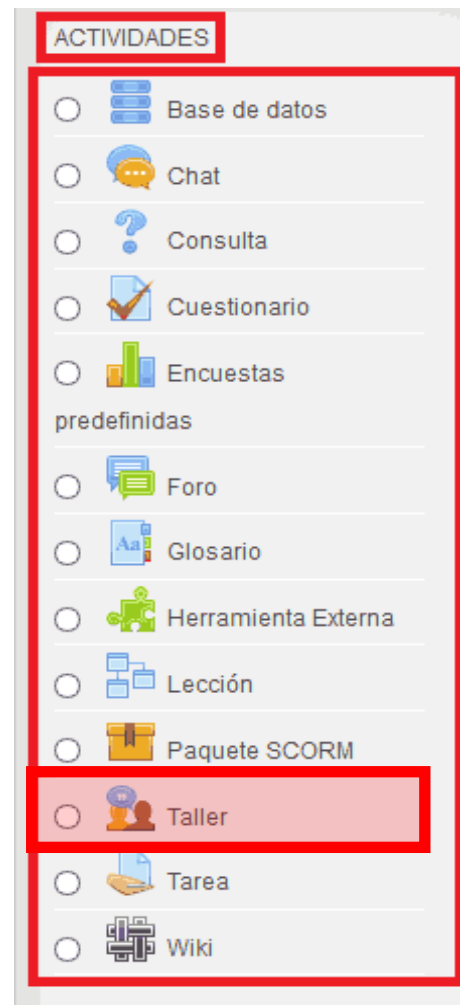 ACTIVIDADES
Base de datos
Chat
Consulta
Cuestionario
Encuestas
predefinidas
Foro
Aa Glosario
Herramienta Externa
Lección
Paquete SCORM
Taller
Tarea
Wiki